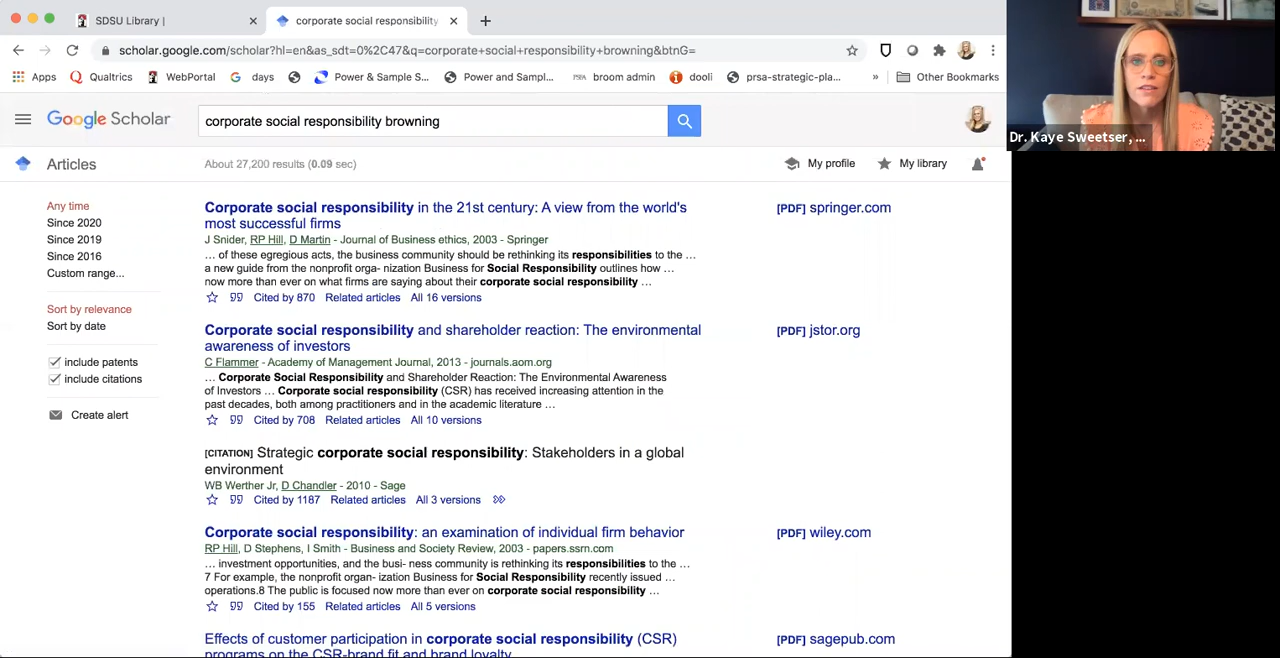 SDSU Library |
corporate social responsibility
scholar.google.com/scholar?hl=en&as_sdt=0%2C47&q=corporate+social+responsibility+browning&btnG=
Apps Qualtrics WebPortal days Power & Sample S... Power and Sampl... broom admin dooli prsa-strategic-pla... » Other Bookmarks
Google Scholar
corporate social responsibility browning
Dr. Kaye Sweetser, ...
Articles
About 27,200 results (0.09 sec)
My profile My library
Any time
Since 2020
Since 2019
Since 2016
Custom range...
Sort by relevance
Sort by date
include patents
include citations
Create alert
Corporate social responsibility in the 21st century: A view from the world's
most successful firms
J Snider, RP Hill, D Martin - Journal of Business ethics, 2003 - Springer
... of these egregious acts, the business community should be rethinking its responsibilities to the ...
a new guide from the nonprofit orga- nization Business for Social Responsibility outlines how ...
now more than ever on what firms are saying about their corporate social responsibility ...
Cited by 870 Related articles All 16 versions
[PDF] springer.com
Corporate social responsibility and shareholder reaction: The environmental
awareness of investors
C Flammer - Academy of Management Journal, 2013 - journals.aom.org
... Corporate Social Responsibility and Shareholder Reaction: The Environmental Awareness
of Investors ... Corporate social responsibility (CSR) has received increasing attention in the
past decades, both among practitioners and in the academic literature ...
Cited by 708 Related articles All 10 versions
[PDF] jstor.org
[CITATION] Strategic corporate social responsibility: Stakeholders in a global
environment
WB Werther Jr, D Chandler - 2010 - Sage
Cited by 1187 Related articles All 3 versions
Corporate social responsibility: an examination of individual firm behavior
RP Hill, D Stephens, I Smith - Business and Society Review, 2003 - papers.ssrn.com
... investment opportunities, and the busi- ness community is rethinking its responsibilities to the ...
7 For example, the nonprofit organ- ization Business for Social Responsibility recently issued ...
operations.8 The public is focused now more than ever on corporate social responsibility ...
Cited by 155 Related articles All 5 versions
[PDF] wiley.com
Effects of customer participation in corporate social responsibility (CSR)
programs on the CSR-brand fit and brand loyalty
[PDF] sagepub.com